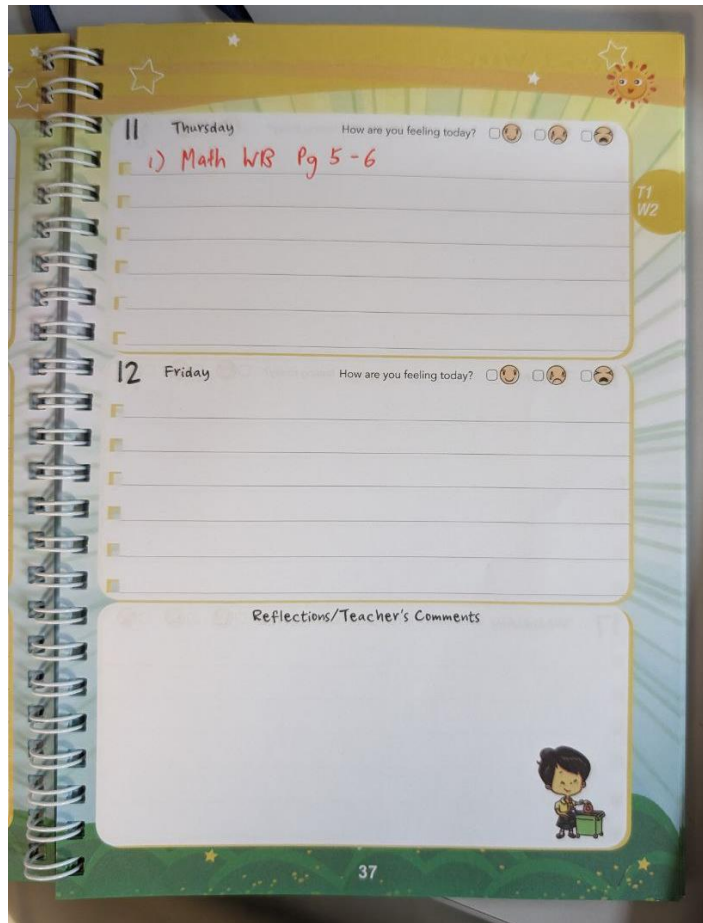 11 Thursday How are you feeling today?
1) Math WB Pg 5-6
T1
W2
12 Friday How are you feeling today?
Reflections/Teacher's Comments
37